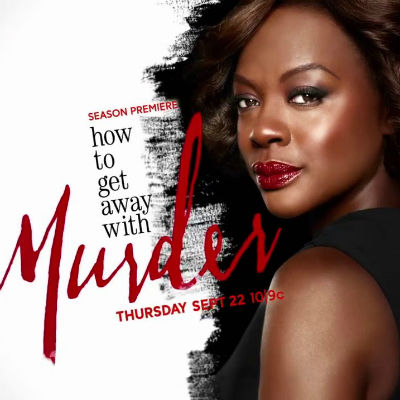 SEASON PREMIERE
how
to
get
away
with
Murder
THURSDAY SEPT 22 10|9c